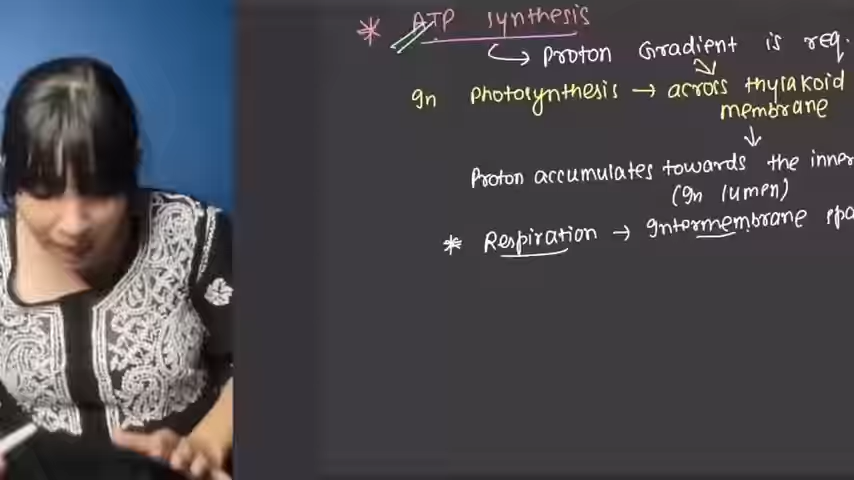 * ATP synthesis
Proton Gradient is req.
In Photosynthesis → across thylakoid
membrane
Proton accumulates towards the inner
(In lumen)
* Respiration → Intermembrane spa